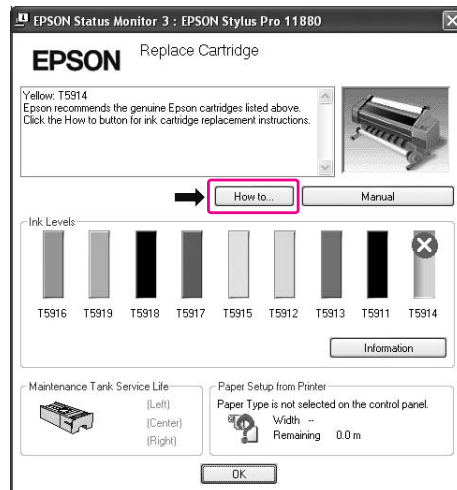 EPSON Status Monitor 3 : EPSON Stylus Pro 11880
EPSON
Replace Cartridge
Yellow: T5914
Epson recommends the genuine Epson cartridges listed above.
Click the How to button for ink cartridge replacement instructions.
How to...
Manual
Ink Levels
T5916 T5919 T5918 T5917 T5915 T5912 T5913 T5911 T5914
Information
Maintenance Tank Service Life
(Left)
(Center)
(Right)
Paper Setup from Printer
Paper Type is not selected on the control panel.
Width --
Remaining 0.0 m
OK